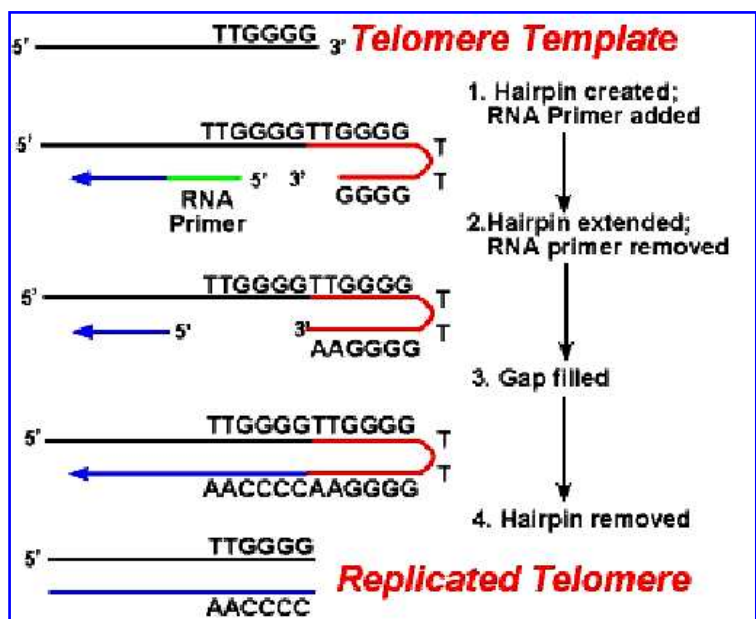 TTGGGG
5' 3' Telomere Template
1. Hairpin created;
RNA Primer added
TTGGGGTTGGGG
5' T
5' 3' T
GGGG
RNA
Primer
2.Hairpin extended;
RNA primer removed
TTGGGGTTGGGG
5' T
5' 3' T
AAGGGG
3. Gap filled
TTGGGGTTGGGG
5' T
T
AACCCCAAGGGG
4. Hairpin removed
5' TTGGGG
Replicated Telomere
AACCCC